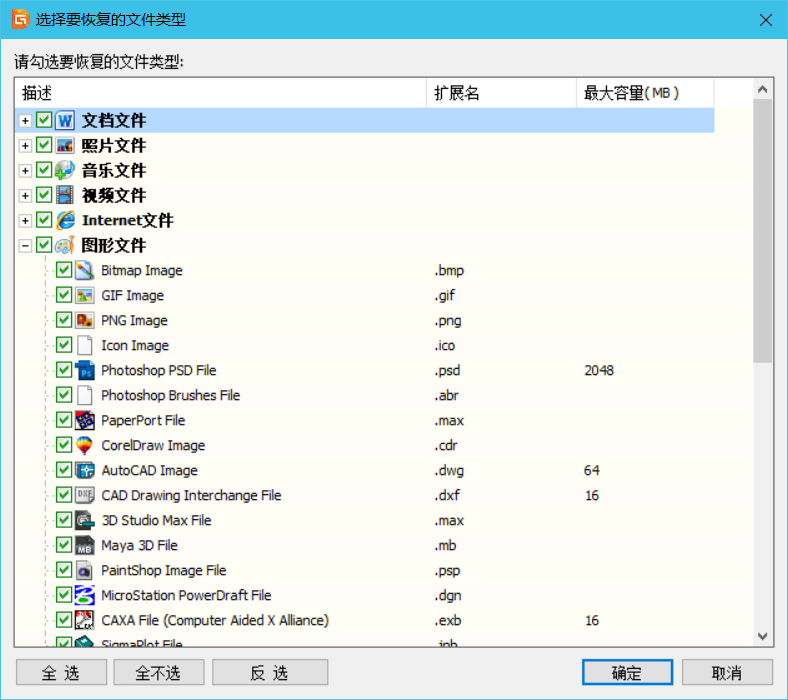 选择要恢复的文件类型
请勾选要恢复的文件类型:
描述 扩展名 最大容量(MB)
文档文件
照片文件
音乐文件
视频文件
Internet文件
图形文件
Bitmap Image .bmp
GIF Image .gif
PNG Image .png
Icon Image .ico
Photoshop PSD File .psd 2048
Photoshop Brushes File .abr
PaperPort File .max
CorelDraw Image .cdr
AutoCAD Image .dwg 64
CAD Drawing Interchange File .dxf 16
3D Studio Max File .max
Maya 3D File .mb
PaintShop Image File .psp
MicroStation PowerDraft File .dgn
CAXA File (Computer Aided X Alliance) .exb 16
SigmaPlot File .jnb
全 选 全不选 反 选 确定 取消